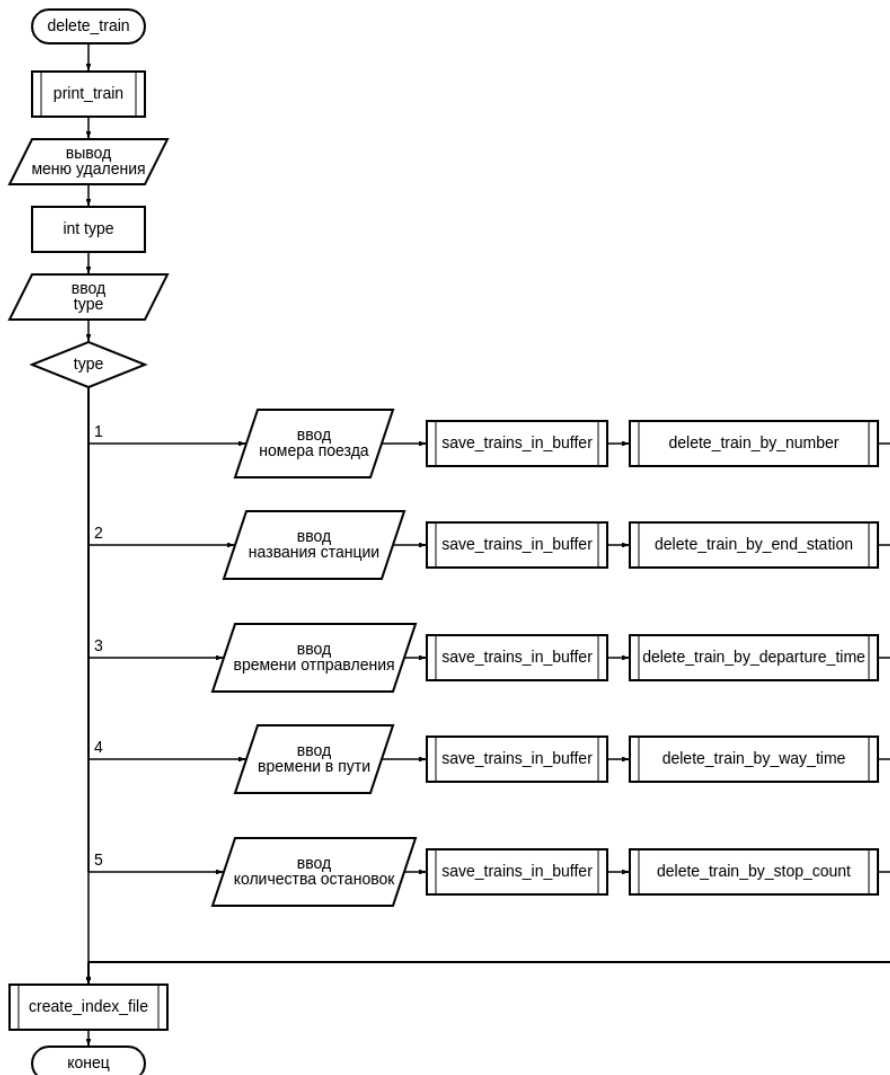 delete_train
print_train
вывод
меню удаления
int type
ввод
type
type
1
ввод
номера поезда
save_trains_in_buffer
delete_train_by_number
2
ввод
названия станции
save_trains_in_buffer
delete_train_by_end_station
3
ввод
времени отправления
save_trains_in_buffer
delete_train_by_departure_time
4
ввод
времени в пути
save_trains_in_buffer
delete_train_by_way_time
5
ввод
количества остановок
save_trains_in_buffer
delete_train_by_stop_count
create_index_file
конец